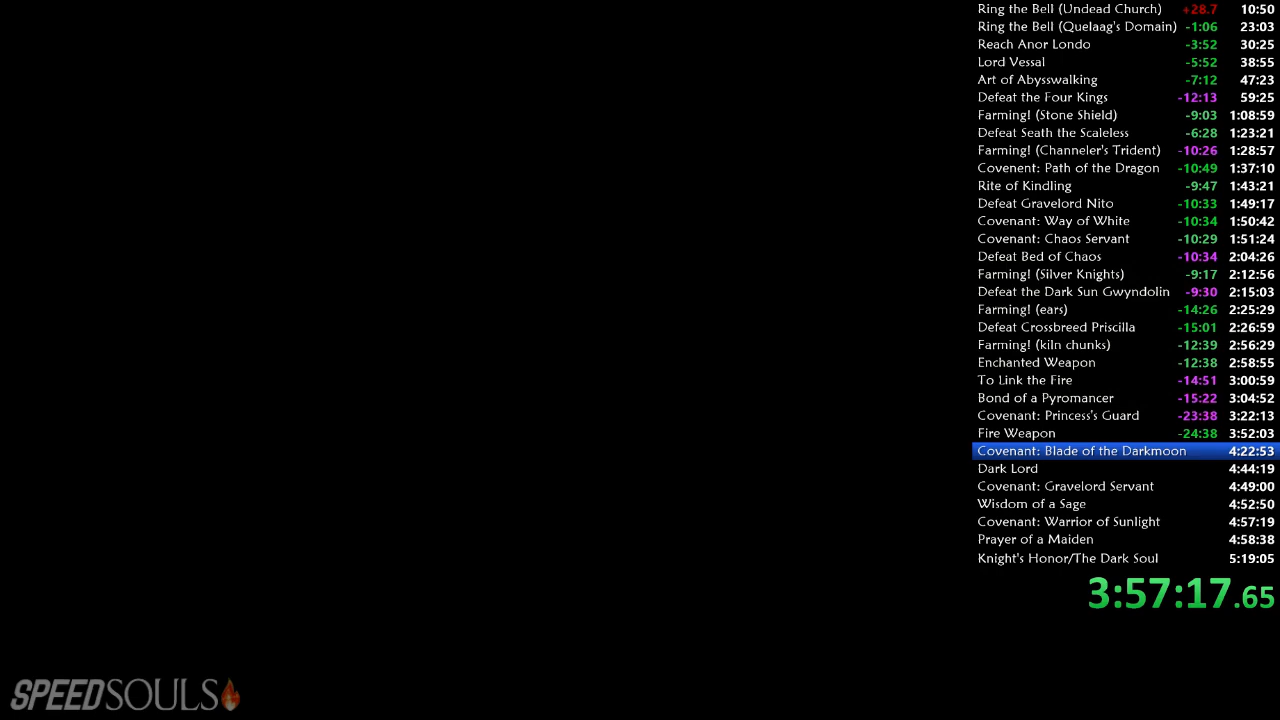 Ring the Bell (Undead Church) +28.7 10:50
Ring the Bell (Quelaag's Domain) -1:06 23:03
Reach Anor Londo -3:52 30:25
Lord Vessal -5:52 38:55
Art of Abysswalking -7:12 47:23
Defeat the Four Kings -12:13 59:25
Farming! (Stone Shield) -9:03 1:08:59
Defeat Seath the Scaleless -6:28 1:23:21
Farming! (Channeler's Trident) -10:26 1:28:57
Covenent: Path of the Dragon -10:49 1:37:10
Rite of Kindling -9:47 1:43:21
Defeat Gravelord Nito -10:33 1:49:17
Covenant: Way of White -10:34 1:50:42
Covenant: Chaos Servant -10:29 1:51:24
Defeat Bed of Chaos -10:34 2:04:26
Farming! (Silver Knights) -9:17 2:12:56
Defeat the Dark Sun Gwyndolin -9:30 2:15:03
Farming! (ears) -14:26 2:25:29
Defeat Crossbreed Priscilla -15:01 2:26:59
Farming! (kiln chunks) -12:39 2:56:29
Enchanted Weapon -12:38 2:58:55
To Link the Fire -14:51 3:00:59
Bond of a Pyromancer -15:22 3:04:52
Covenant: Princess's Guard -23:38 3:22:13
Fire Weapon -24:38 3:52:03
Covenant: Blade of the Darkmoon 4:22:53
Dark Lord 4:44:19
Covenant: Gravelord Servant 4:49:00
Wisdom of a Sage 4:52:50
Covenant: Warrior of Sunlight 4:57:19
Prayer of a Maiden 4:58:38
Knight's Honor/The Dark Soul 5:19:05
3:57:17.65
SPEEDSOULS